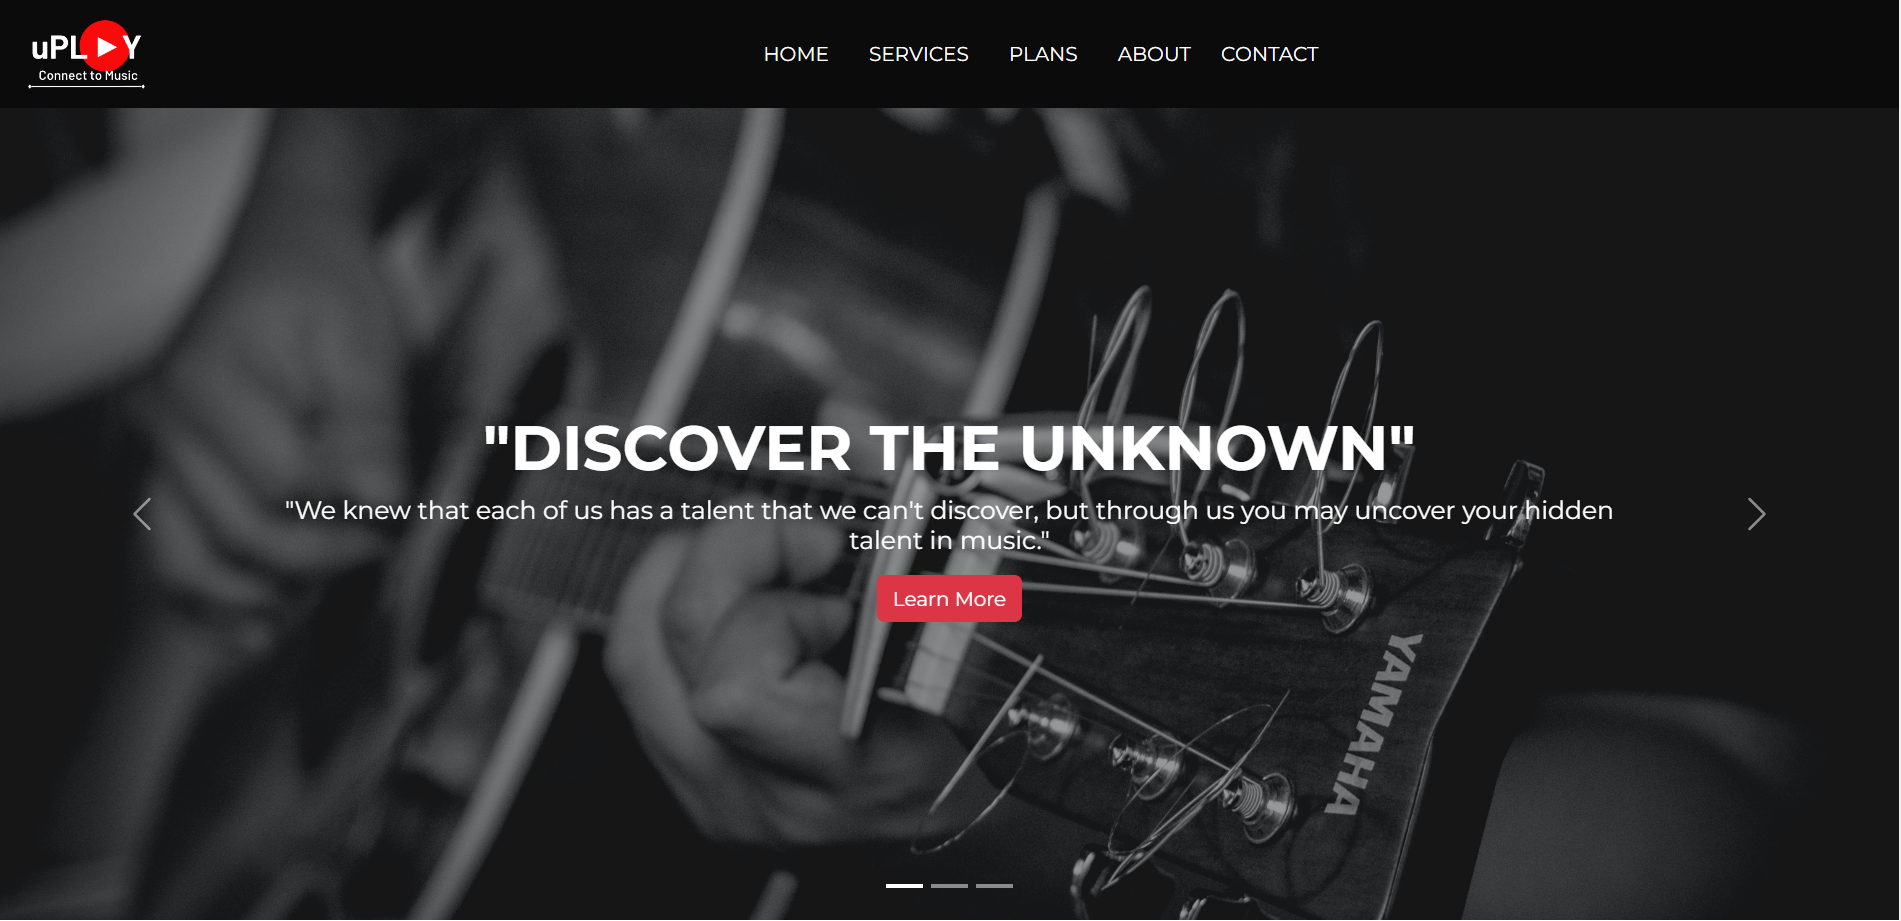 uPLAY
Connect to Music
HOME SERVICES PLANS ABOUT CONTACT
"DISCOVER THE UNKNOWN"
"We knew that each of us has a talent that we can't discover, but through us you may uncover your hidden
talent in music."
Learn More
YAMAHA